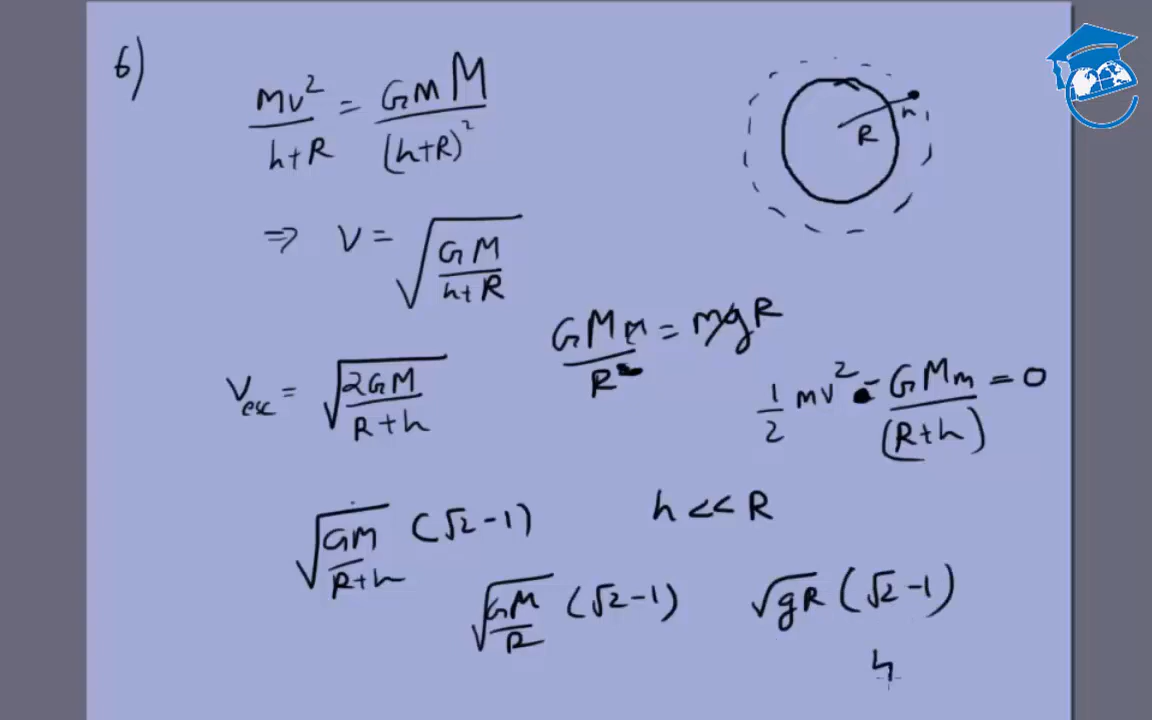 6)
mv²/(h+R) = GmM/(h+R)²
R h
⇒ v = √(GM/(h+R))
GMm/R² = mgR
V_esc = √(2GM/(R+h))
1/2 mv² - GMm/(R+h) = 0
√(GM/(R+h)) (√2-1)
h << R
√(GM/R) (√2-1)
√gR (√2-1)